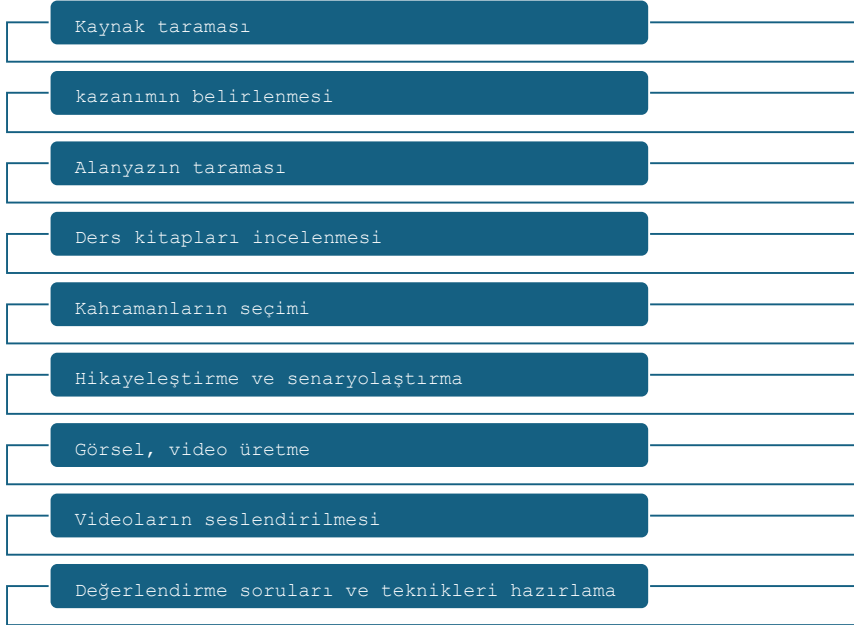 Kaynak taraması
kazanımın belirlenmesi
Alanyazın taraması
Ders kitapları incelenmesi
Kahramanların seçimi
Hikayeleştirme ve senaryolaştırma
Görsel, video üretme
Videoların seslendirilmesi
Değerlendirme soruları ve teknikleri hazırlama